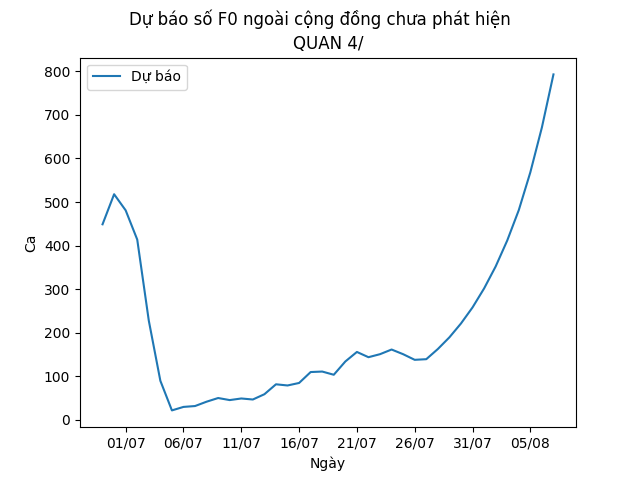 Dự báo số F0 ngoài cộng đồng chưa phát hiện
QUAN 4/
Dự báo
Ca
800
700
600
500
400
300
200
100
0
01/07 06/07 11/07 16/07 21/07 26/07 31/07 05/08
Ngày